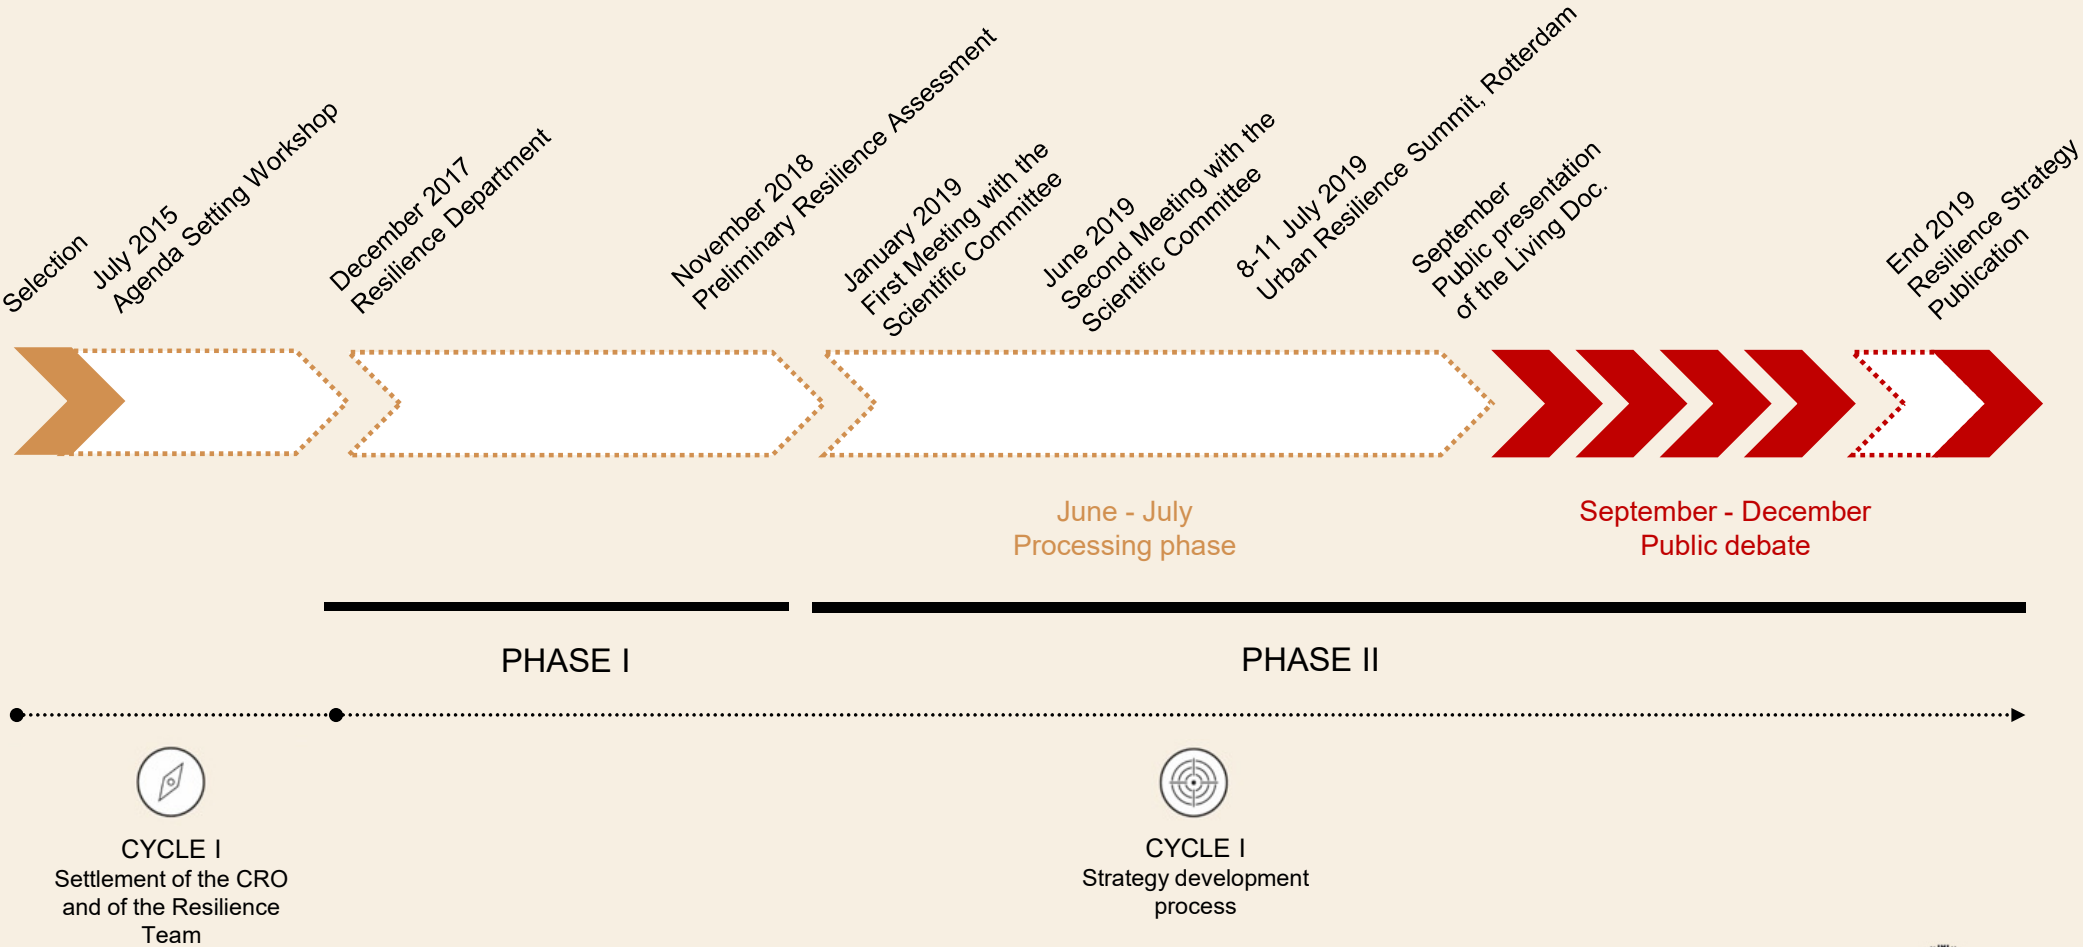 Selection
July 2015
Agenda Setting Workshop
December 2017
Resilience Department
November 2018
Preliminary Resilience Assessment
January 2019
First Meeting with the
Scientific Committee
June 2019
Second Meeting with the
Scientific Committee
8-11 July 2019
Urban Resilience Summit, Rotterdam
September
Public presentation
of the Living Doc.
End 2019
Resilience Strategy
Publication
June - July
Processing phase
September - December
Public debate
PHASE I
PHASE II
CYCLE I
Settlement of the CRO
and of the Resilience
Team
CYCLE I
Strategy development
process